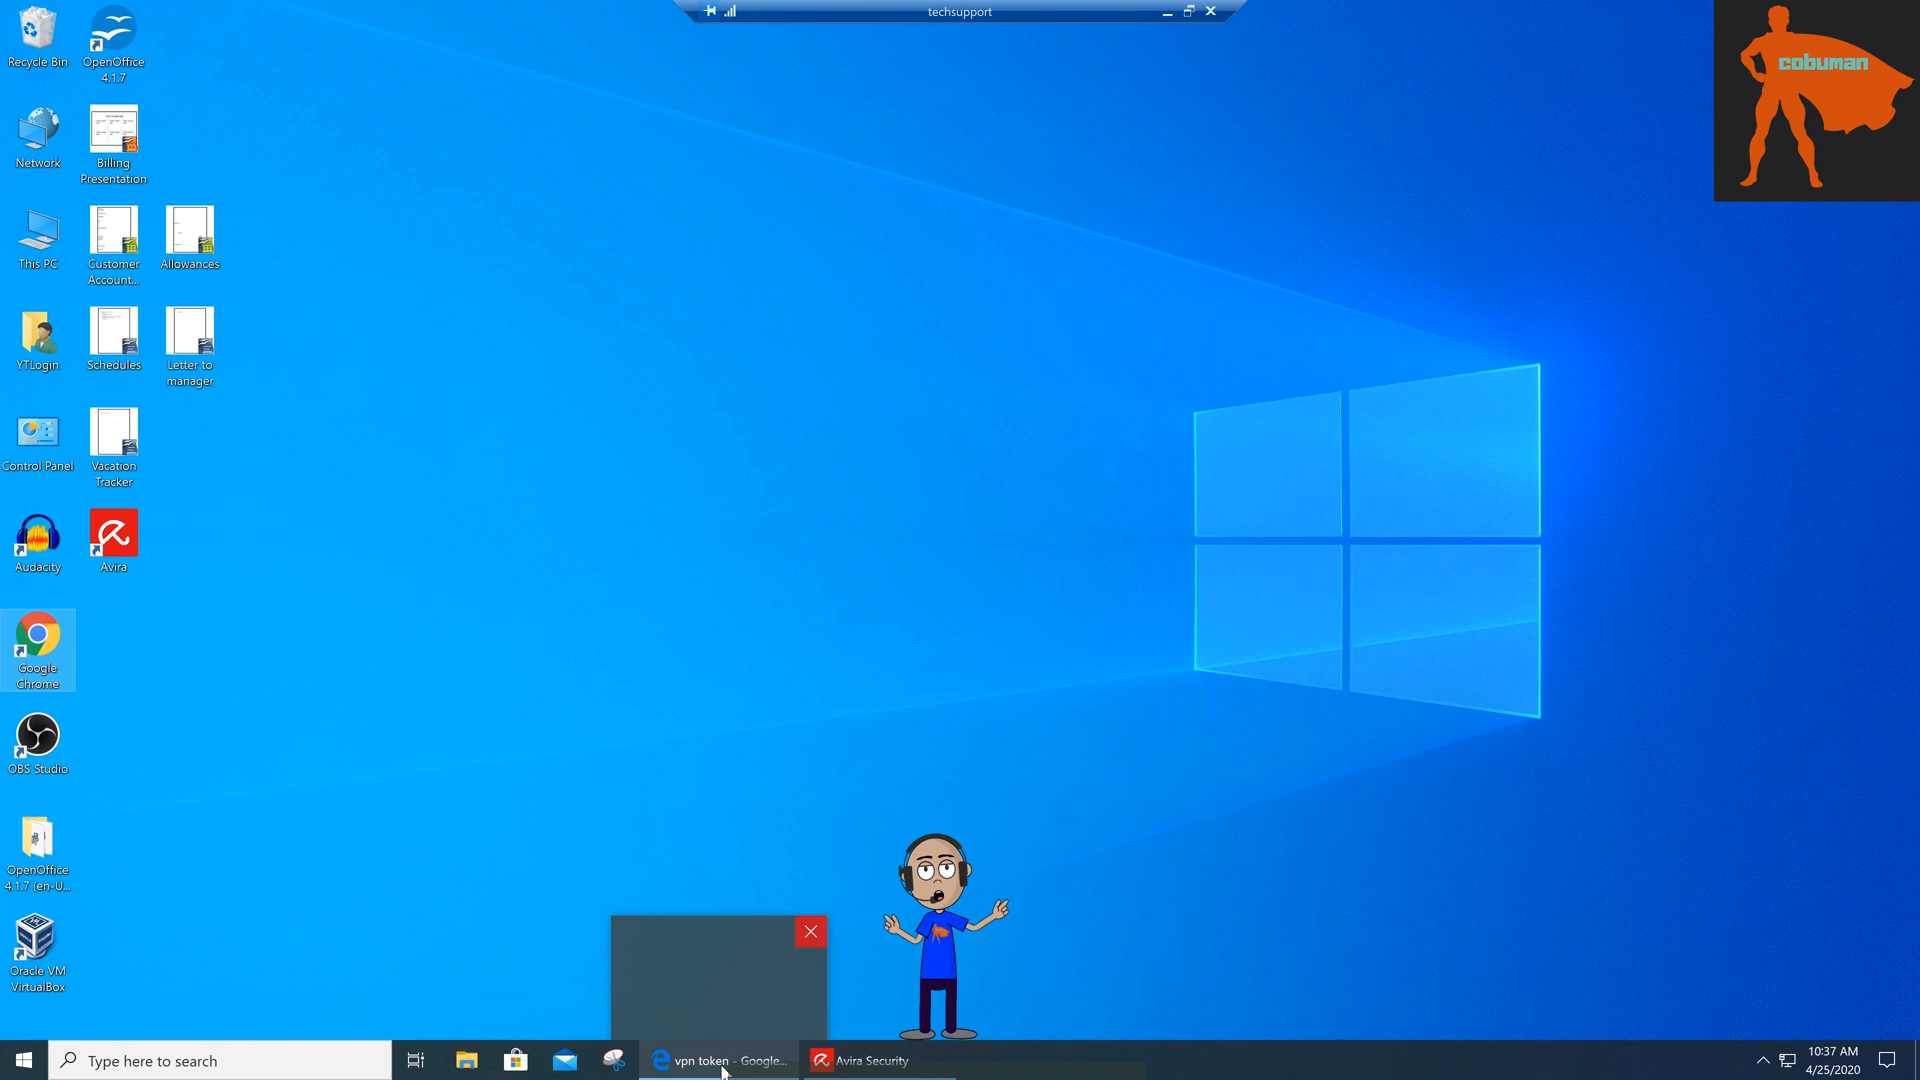 techsupport
cobuman
Recycle Bin
OpenOffice
4.1.7
Network
Billing
Presentation
This PC
Customer
Account...
Allowances
YTLogin
Schedules
Letter to
manager
Control Panel
Vacation
Tracker
Audacity
Avira
Google
Chrome
OBS Studio
OpenOffice
4.1.7 (en-U...
Oracle VM
VirtualBox
Type here to search
vpn token - Google...
Avira Security
10:37 AM
4/25/2020